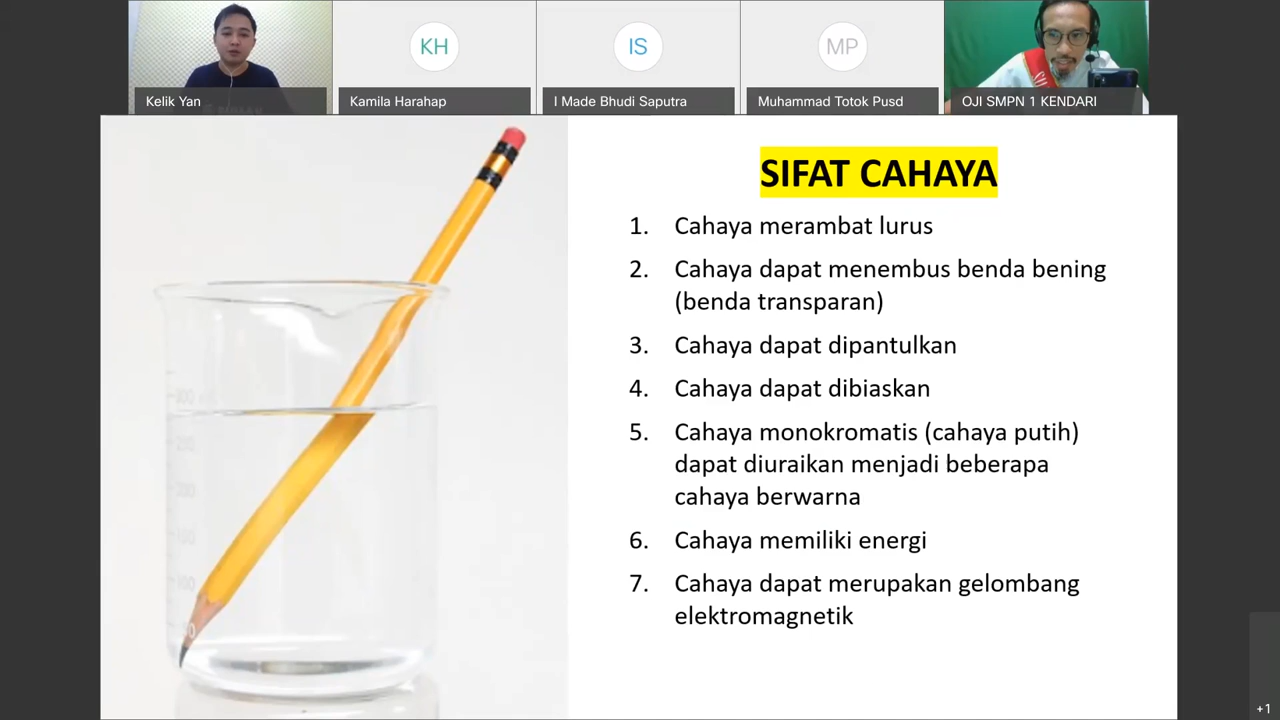 KH
IS
MP
Kelik Yan
Kamila Harahap
I Made Bhudi Saputra
Muhammad Totok Pusd
OJI SMPN 1 KENDARI
SIFAT CAHAYA
1. Cahaya merambat lurus
2. Cahaya dapat menembus benda bening
(benda transparan)
3. Cahaya dapat dipantulkan
4. Cahaya dapat dibiaskan
5. Cahaya monokromatis (cahaya putih)
dapat diuraikan menjadi beberapa
cahaya berwarna
6. Cahaya memiliki energi
7. Cahaya dapat merupakan gelombang
elektromagnetik
+1